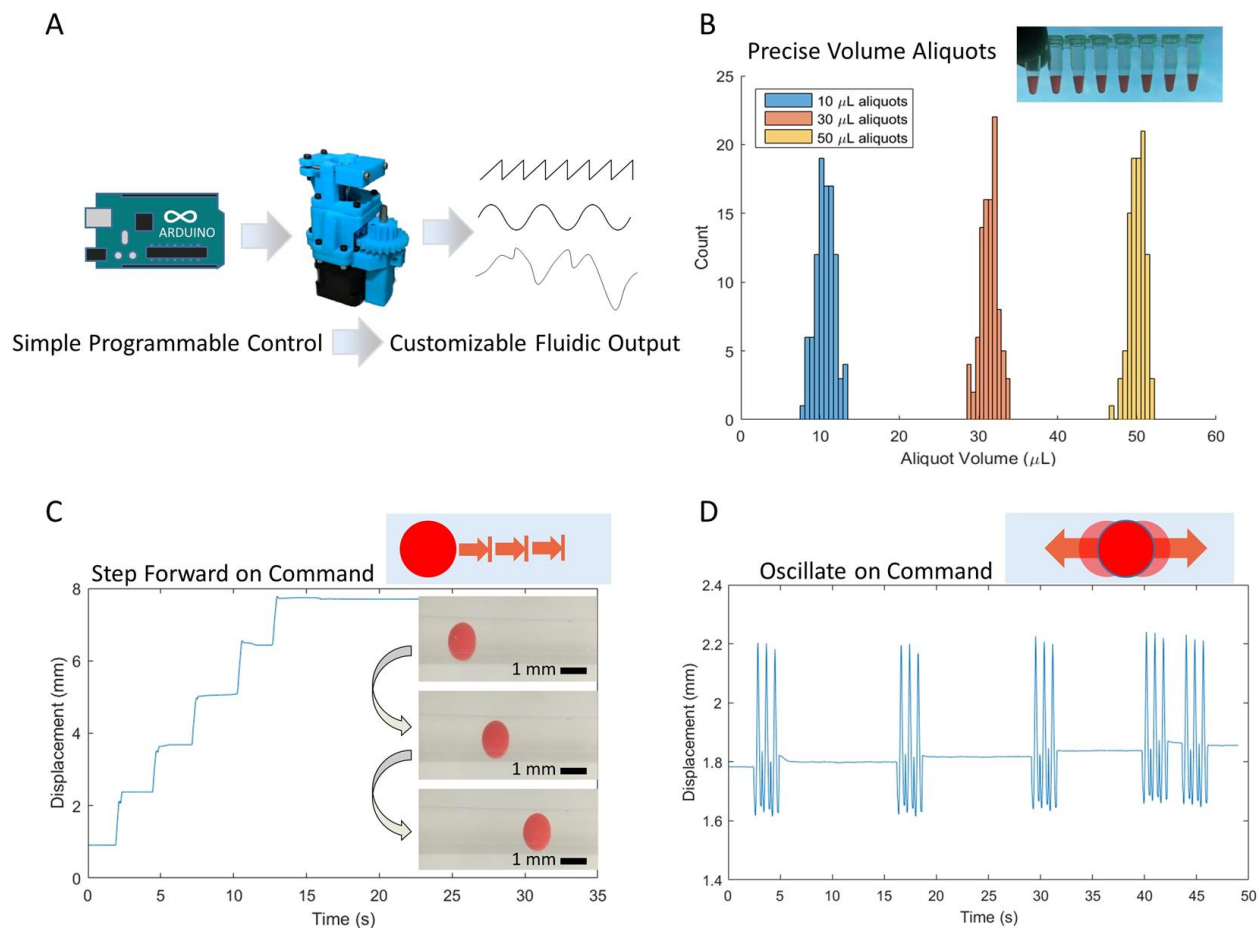 A
ARDUINO
Simple Programmable Control
Customizable Fluidic Output
B
Precise Volume Aliquots
25
20
15
10
5
0
Count
10 μL aliquots
30 μL aliquots
50 μL aliquots
0 10 20 30 40 50 60
Aliquot Volume (μL)
C
Step Forward on Command
8
6
4
2
0
Displacement (mm)
1 mm
1 mm
1 mm
0 5 10 15 20 25 30 35
Time (s)
D
Oscillate on Command
2.4
2.2
2
1.8
1.6
1.4
Displacement (mm)
0 5 10 15 20 25 30 35 40 45 50
Time (s)